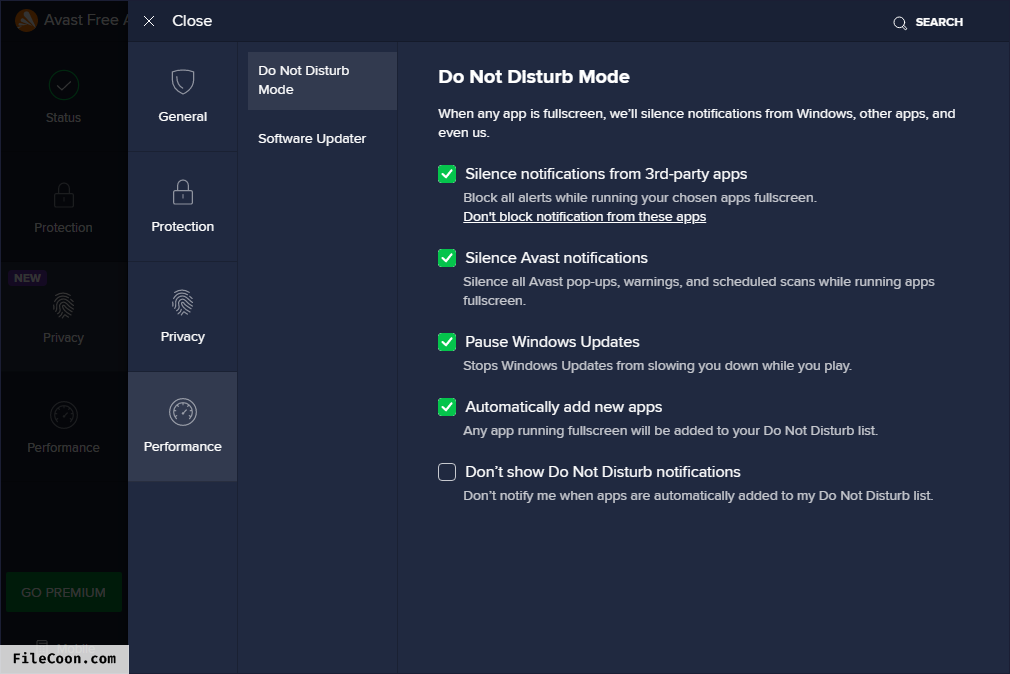 Avast Free A
Close
SEARCH
Status
Protection
NEW
Privacy
Performance
GO PREMIUM
FileCoon.com
General
Protection
Privacy
Performance
Do Not Disturb
Mode
Software Updater
Do Not Disturb Mode
When any app is fullscreen, we'll silence notifications from Windows, other apps, and
even us.
Silence notifications from 3rd-party apps
Block all alerts while running your chosen apps fullscreen.
Don't block notification from these apps
Silence Avast notifications
Silence all Avast pop-ups, warnings, and scheduled scans while running apps
fullscreen.
Pause Windows Updates
Stops Windows Updates from slowing you down while you play.
Automatically add new apps
Any app running fullscreen will be added to your Do Not Disturb list.
Don't show Do Not Disturb notifications
Don't notify me when apps are automatically added to my Do Not Disturb list.